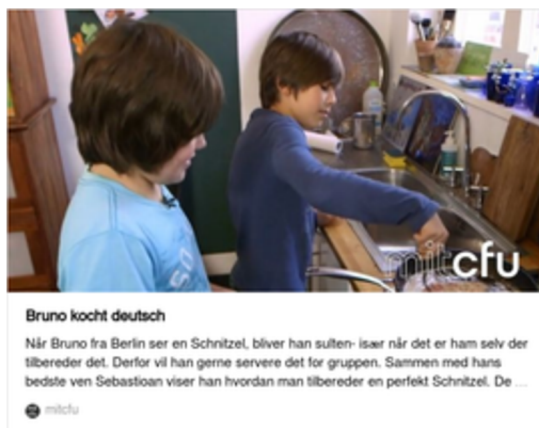 mitcfu
Bruno kocht deutsch
Når Bruno fra Berlin ser en Schnitzel, bliver han sulten- især når det er ham selv der
tilbereder det. Derfor vil han gerne servere det for gruppen. Sammen med hans
bedste ven Sebastioan viser han hvordan man tilbereder en perfekt Schnitzel. De ...
mitcfu